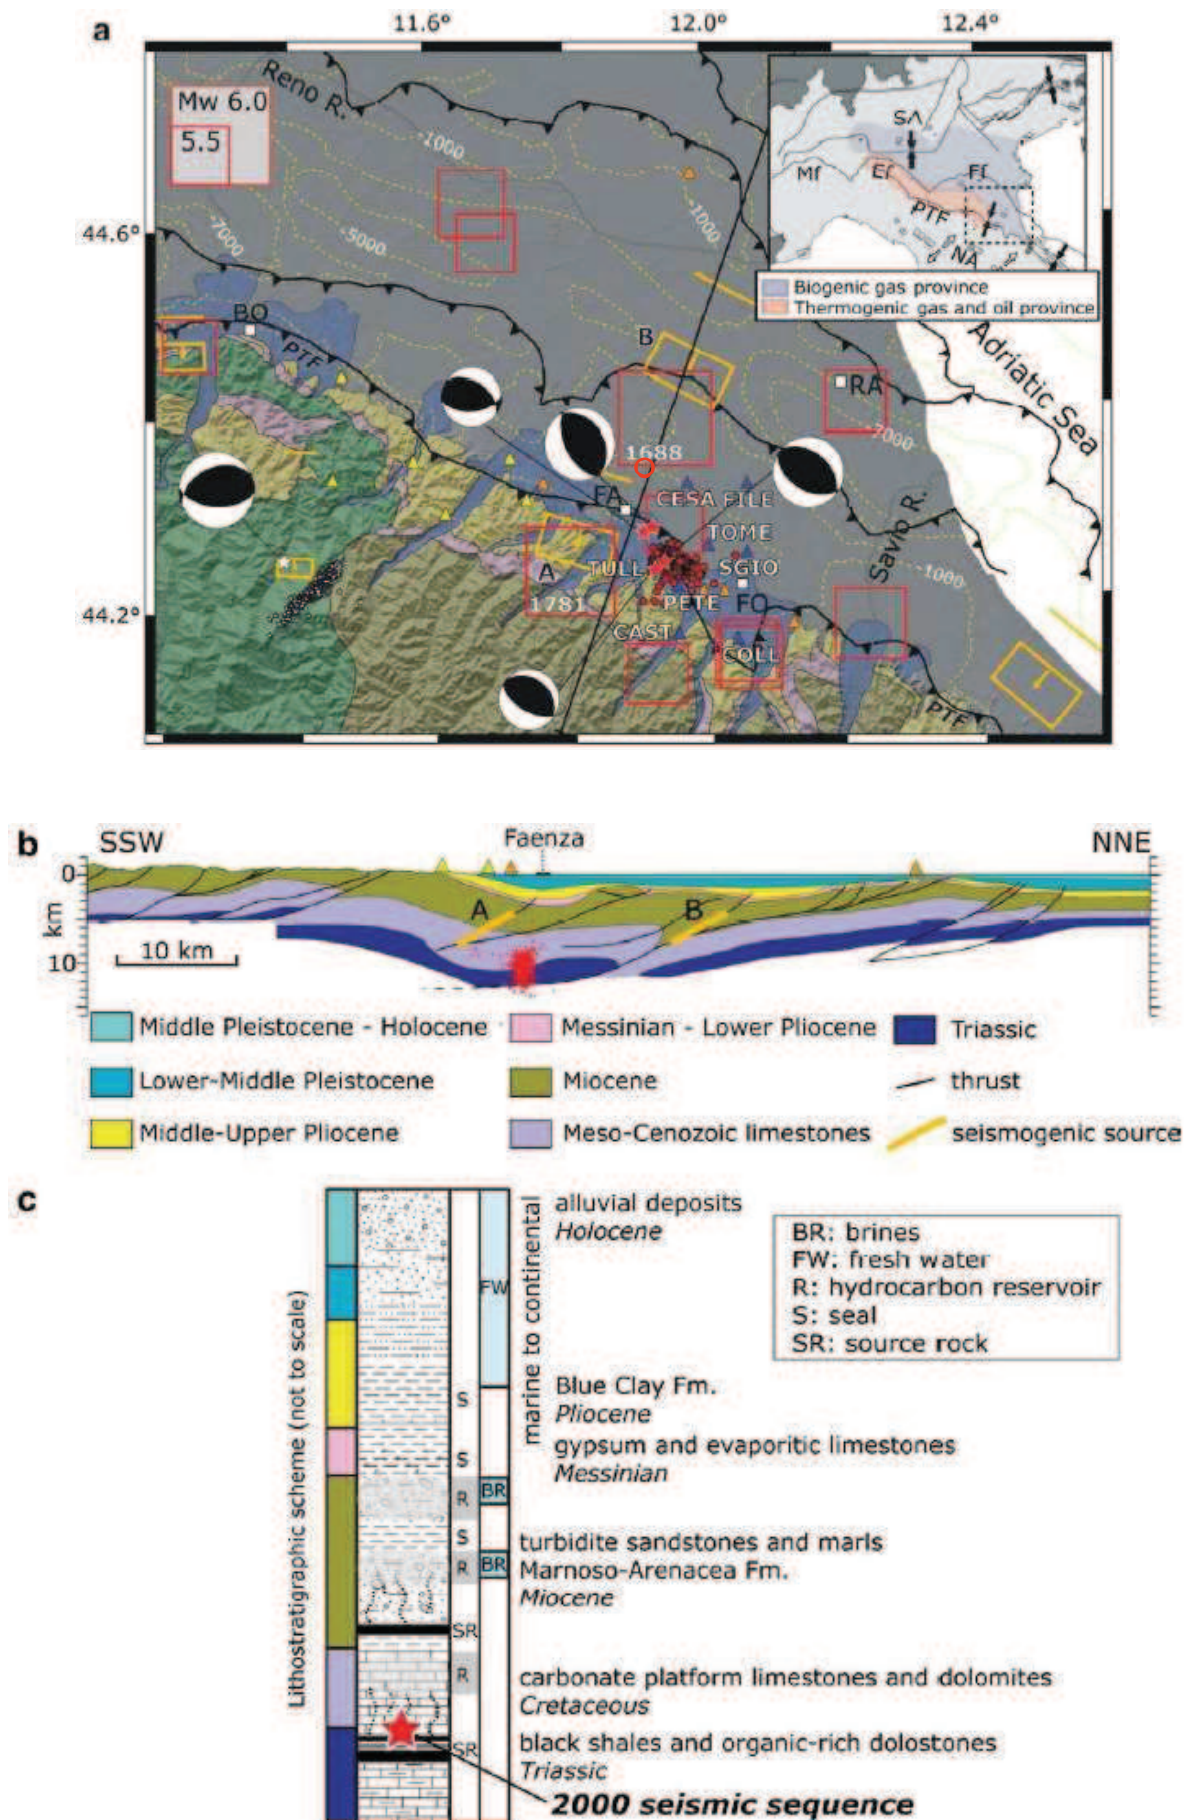 a
11.6°
12.0°
12.4°
44.6°
44.2°
Reno R.
Mw 6.0
5.5
-1000
-7000
-5000
-1000
BO
PTF
B
RA
-7000
1688
FA
CESA FILE
TOME
A
TULL
SGIO
1781
PETE
FO
CAST
COLL
Savio R.
-1000
PTF
Adriatic Sea
SA
Mf
Ef
Ff
PTF
NA
Biogenic gas province
Thermogenic gas and oil province
b
SSW
Faenza
NNE
0
km
10
A
B
10 km
Middle Pleistocene - Holocene
Messinian - Lower Pliocene
Triassic
Lower-Middle Pleistocene
Miocene
thrust
Middle-Upper Pliocene
Meso-Cenozoic limestones
seismogenic source
c
Lithostratigraphic scheme (not to scale)
marine to continental
alluvial deposits
Holocene
BR: brines
FW: fresh water
R: hydrocarbon reservoir
S: seal
SR: source rock
FW
S
Blue Clay Fm.
Pliocene
S
gypsum and evaporitic limestones
Messinian
R
BR
S
turbidite sandstones and marls
R
BR
Marnoso-Arenacea Fm.
Miocene
SR
R
carbonate platform limestones and dolomites
Cretaceous
SR
black shales and organic-rich dolostones
Triassic
2000 seismic sequence